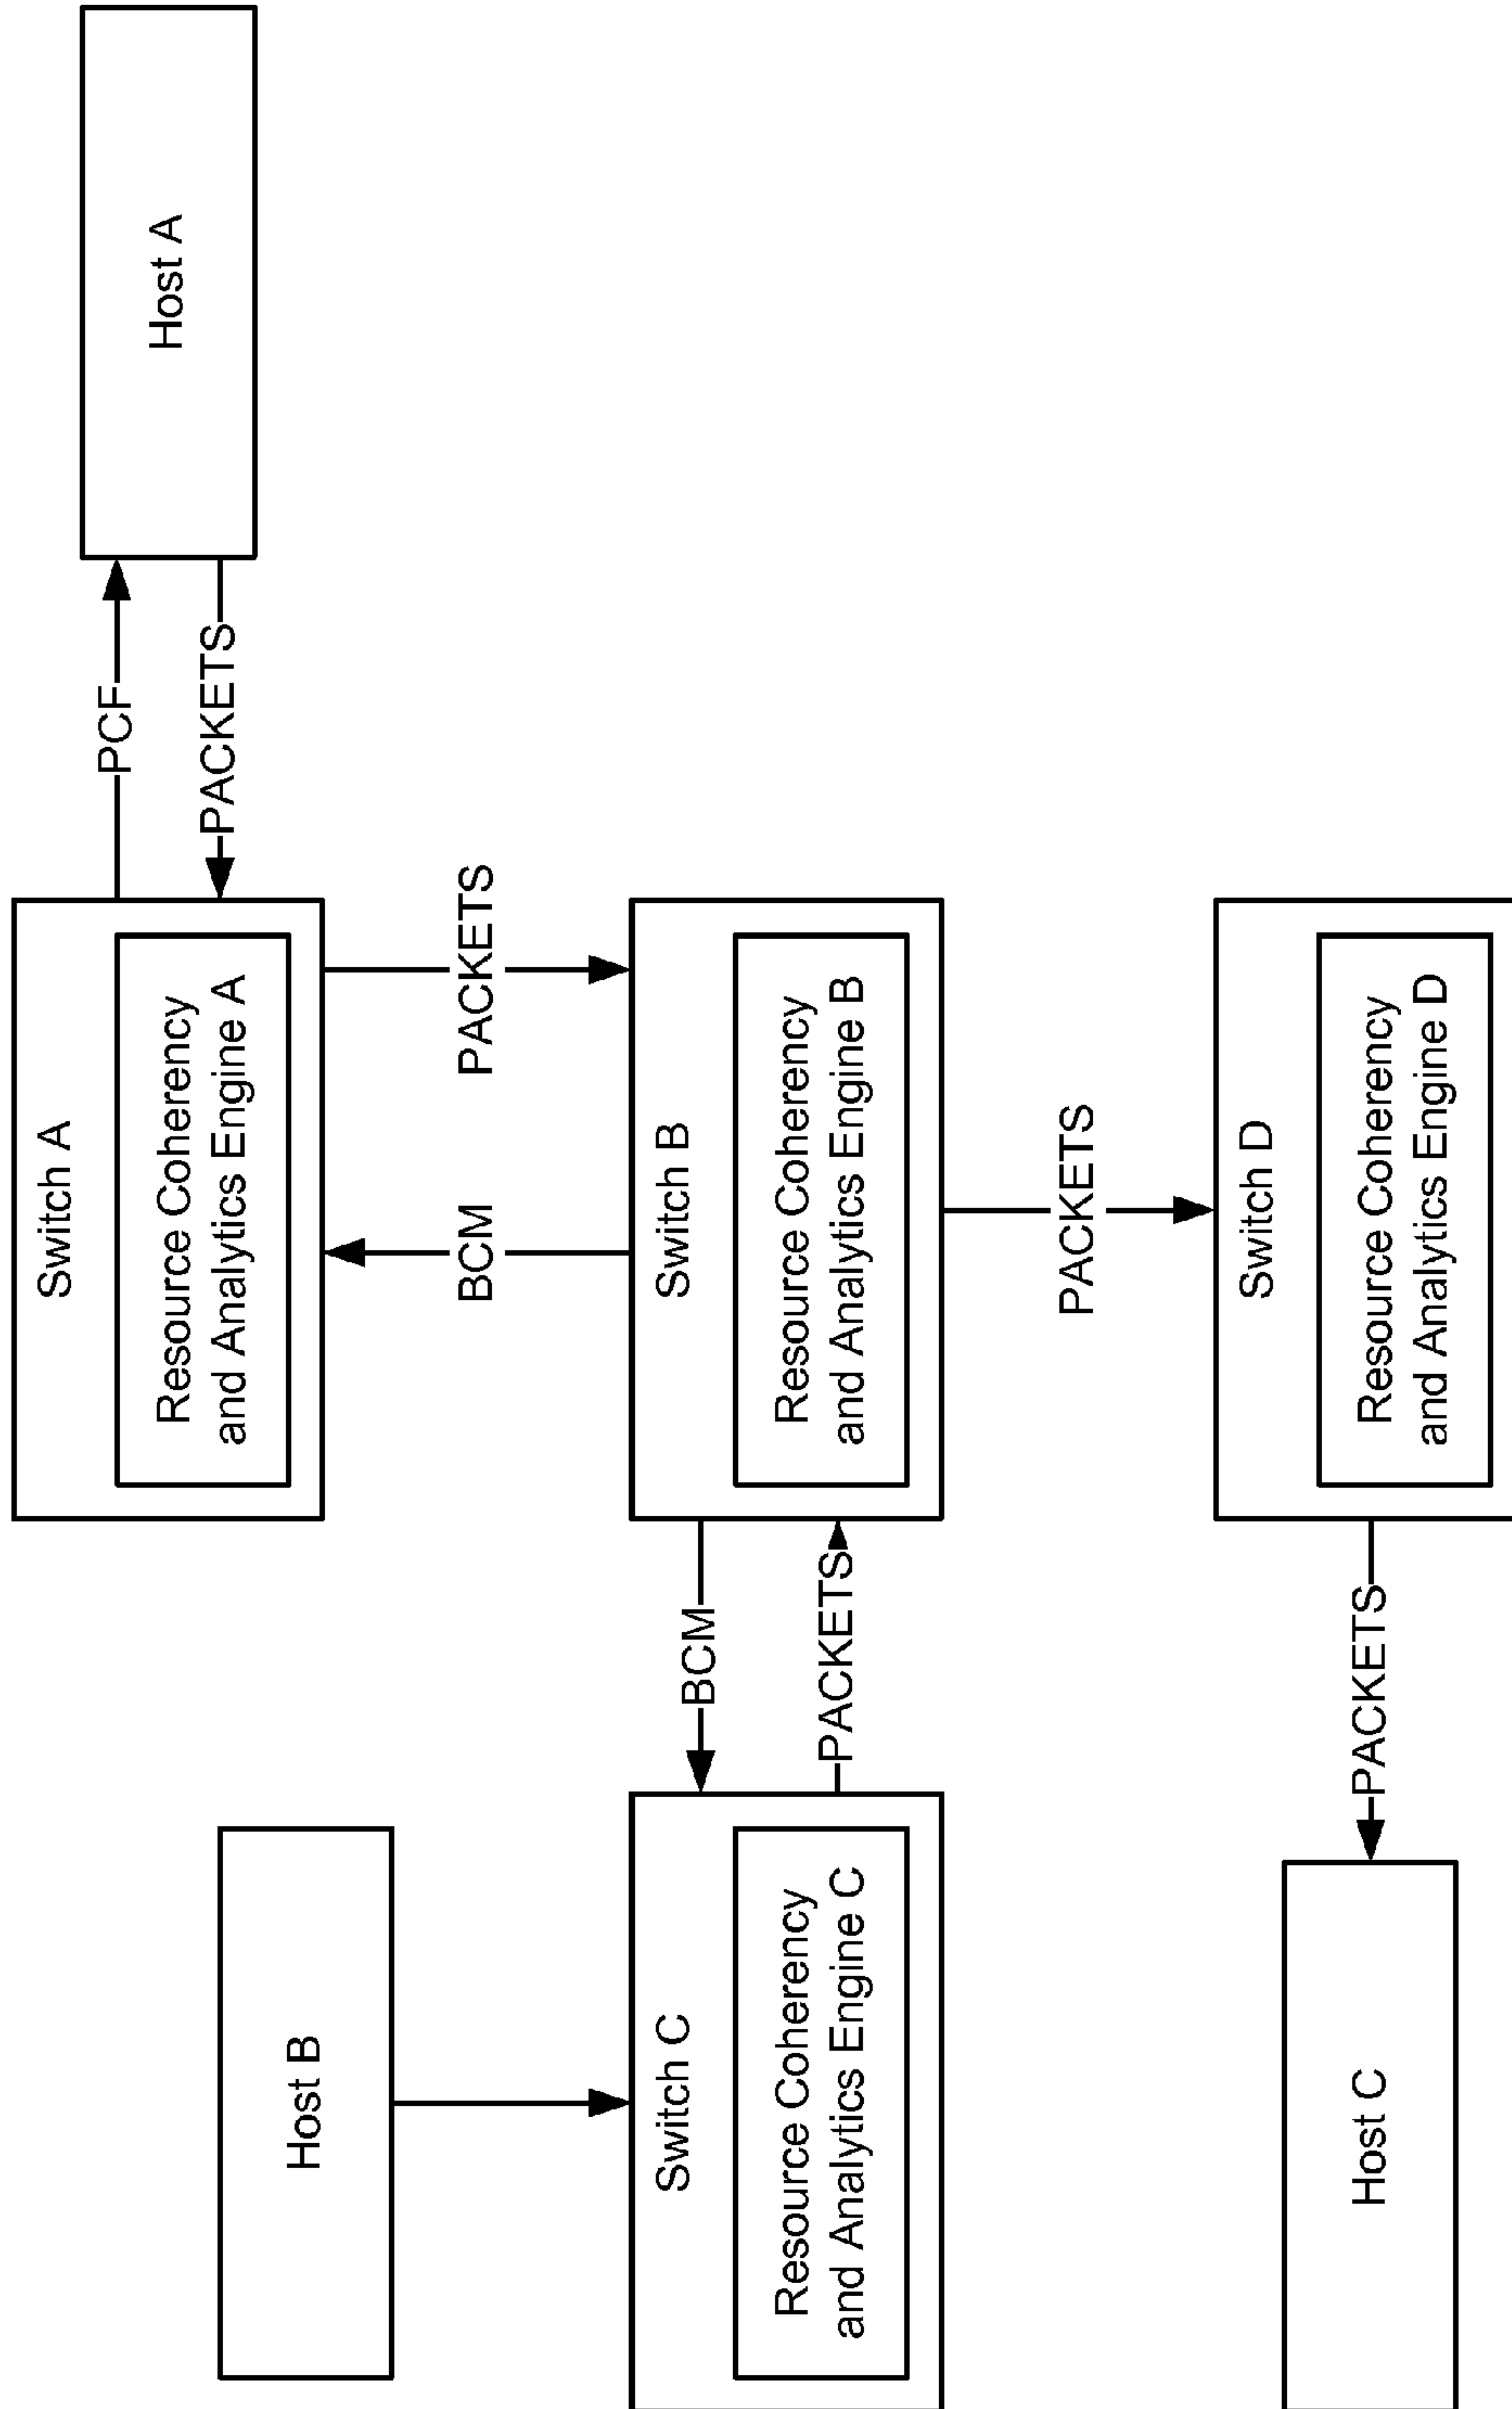 Switch A
Resource Coherency
and Analytics Engine A
PCF
PACKETS
Host A
Host B
BCM
PACKETS
Switch C
Resource Coherency
and Analytics Engine C
BCM
PACKETS
Switch B
Resource Coherency
and Analytics Engine B
PACKETS
Host C
PACKETS
Switch D
Resource Coherency
and Analytics Engine D